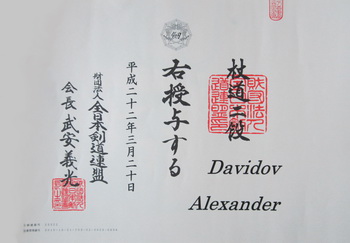 杖道二段
Davidov
Alexander
右授与する
平成二十二年三月二十日
財団法人全日本剣道連盟
会長 武安義光